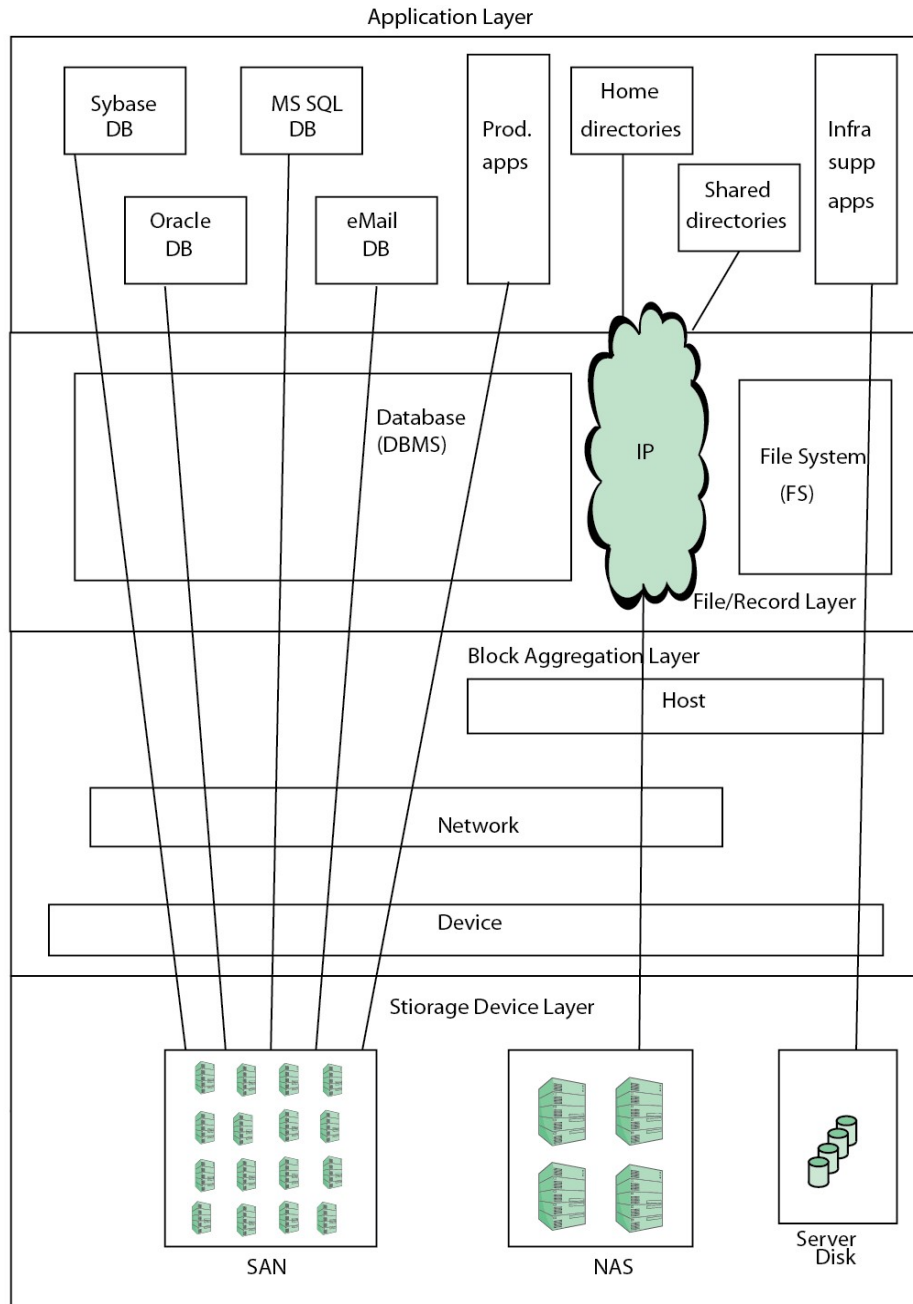 Application Layer
Sybase
DB
MS SQL
DB
Prod.
apps
Home
directories
Infra
supp
apps
Oracle
DB
eMail
DB
Shared
directories
Database
(DBMS)
IP
File System
(FS)
File/Record Layer
Block Aggregation Layer
Host
Network
Device
Stiorage Device Layer
SAN
NAS
Server
Disk